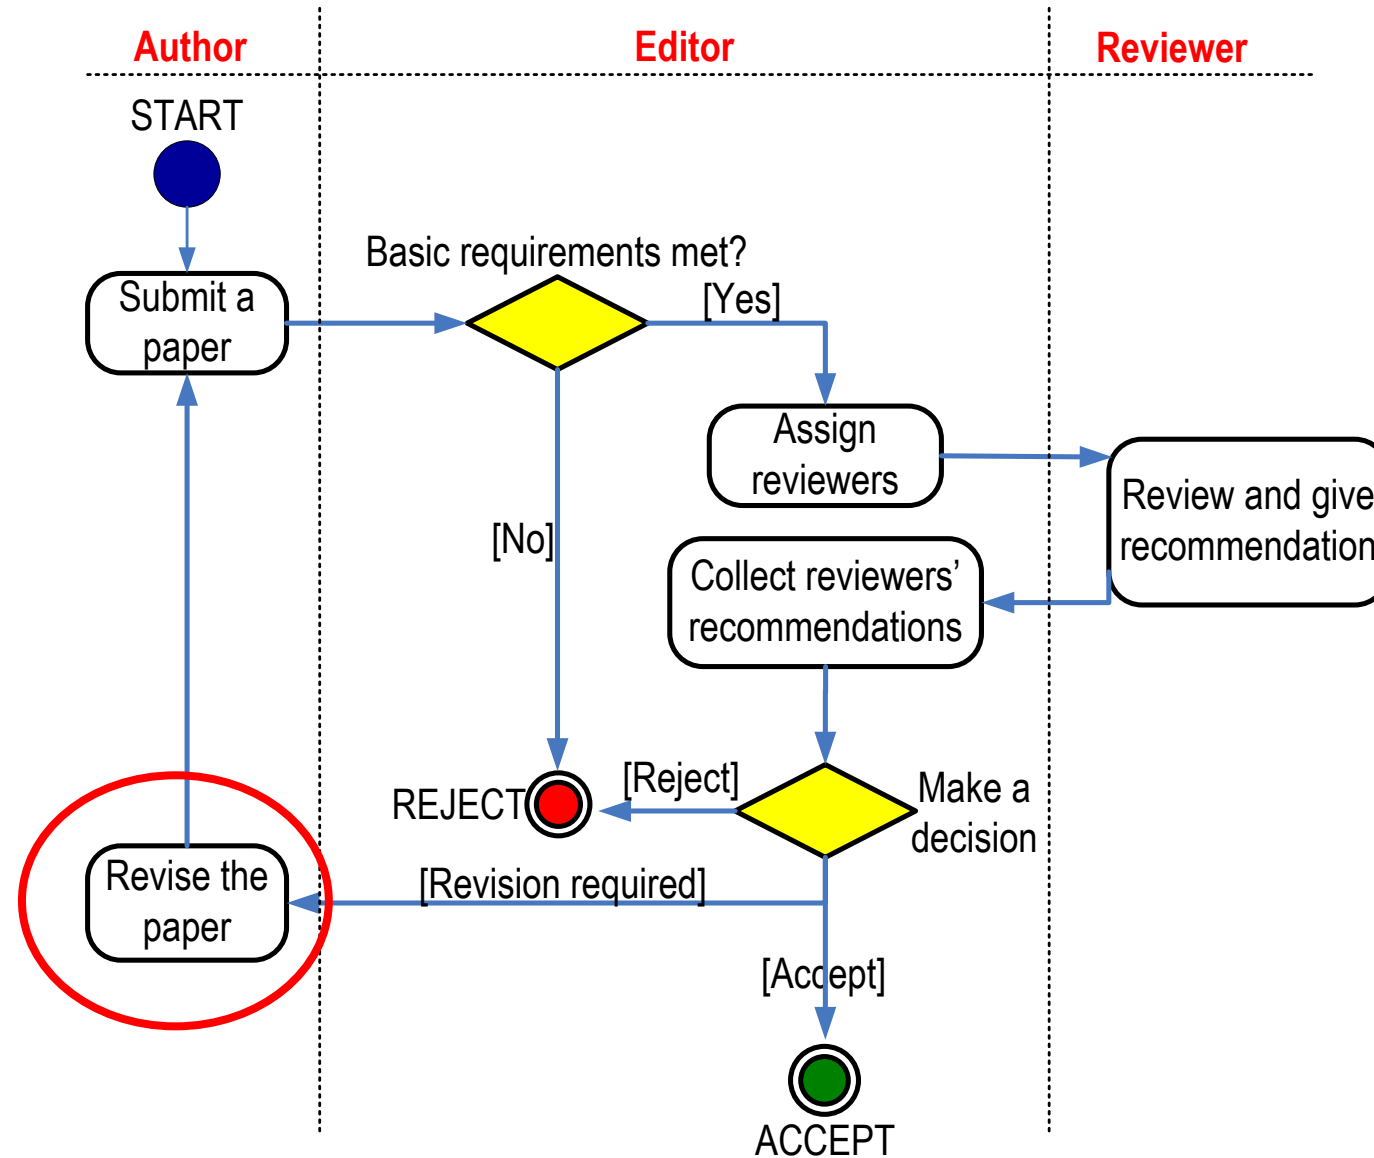 Author
Editor
Reviewer
START
Basic requirements met?
Submit a
paper
[Yes]
Assign
reviewers
Review and give
recommendation
[No]
Collect reviewers’
recommendations
REJECT
[Reject]
Make a
decision
Revise the
paper
[Revision required]
[Accept]
ACCEPT